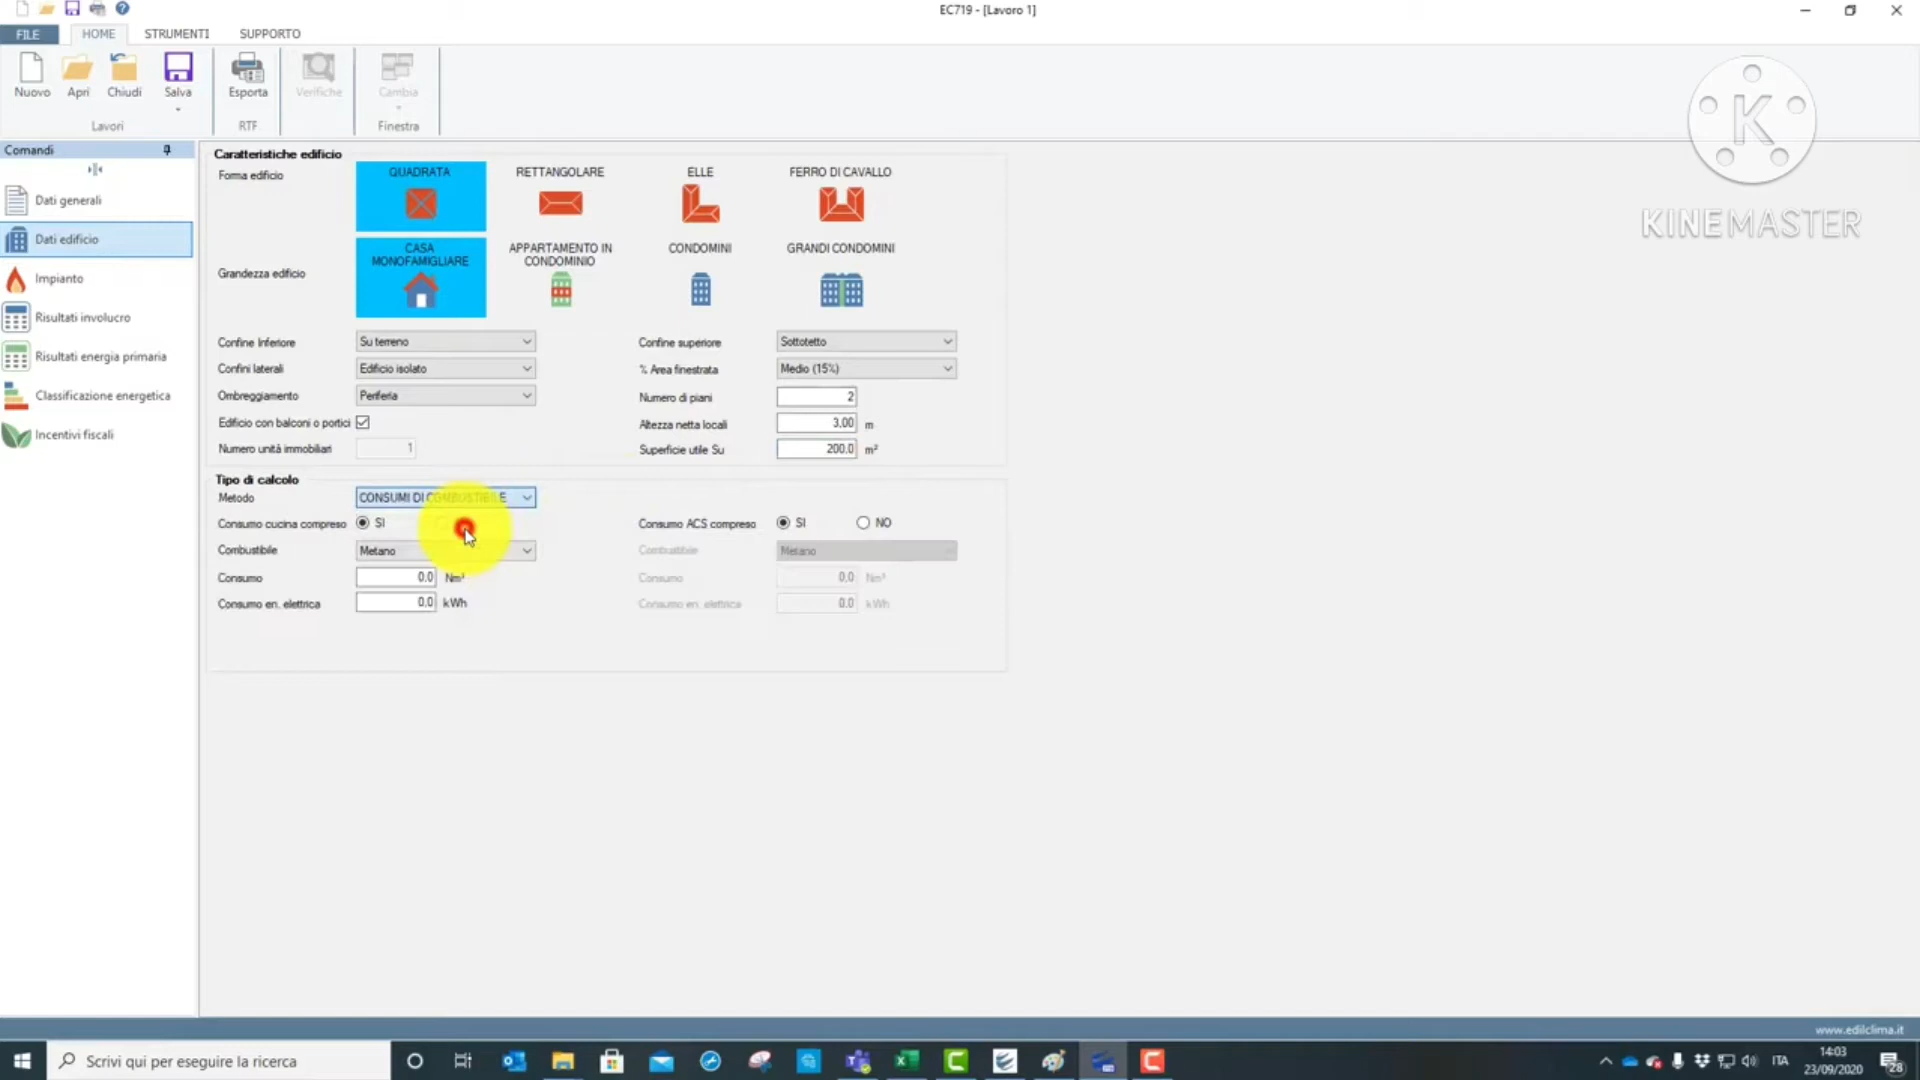 EC719 - [Lavoro 1]
FILE HOME STRUMENTI SUPPORTO
Nuovo Apri Chiudi Salva Esporta Verifiche Cambia
Lavori RTF Finestra
KINEMASTER
Comandi
Dati generali
Dati edificio
Impianto
Risultati involucro
Risultati energia primaria
Classificazione energetica
Incentivi fiscali
Caratteristiche edificio
Forma edificio QUADRATA RETTANGOLARE ELLE FERRO DI CAVALLO
Grandezza edificio CASA MONOFAMIGLIARE APPARTAMENTO IN CONDOMINIO CONDOMINI GRANDI CONDOMINI
Confine Inferiore Su terreno Confine superiore Sottotetto
Confini laterali Edificio isolato % Area finestrata Medio (15%)
Ombreggiamento Periferia Numero di piani 2
Edificio con balconi o portici Altezza netta locali 3,00 m
Numero unità immobiliari 1 Superficie utile Su 200.0 m²
Tipo di calcolo
Metodo CONSUMI DI COMBUSTIBILE
Consumo cucina compreso SI Consumo ACS compreso SI NO
Combustibile Metano Combustibile Metano
Consumo 0.0 Nm³ Consumo 0.0 Nm³
Consumo en. elettrica 0,0 kWh Consumo en. elettrica 0.0 kWh
www.edilclima.it
Scrivi qui per eseguire la ricerca
ITA
14:03
23/09/2020
28